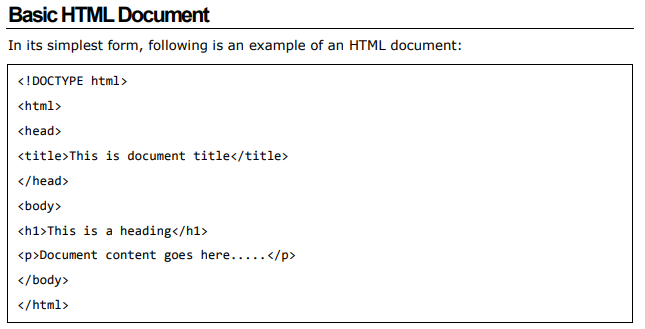 Basic HTML Document
In its simplest form, following is an example of an HTML document:
<!DOCTYPE html>
<html>
<head>
<title>This is document title</title>
</head>
<body>
<h1>This is a heading</h1>
<p>Document content goes here.....</p>
</body>
</html>